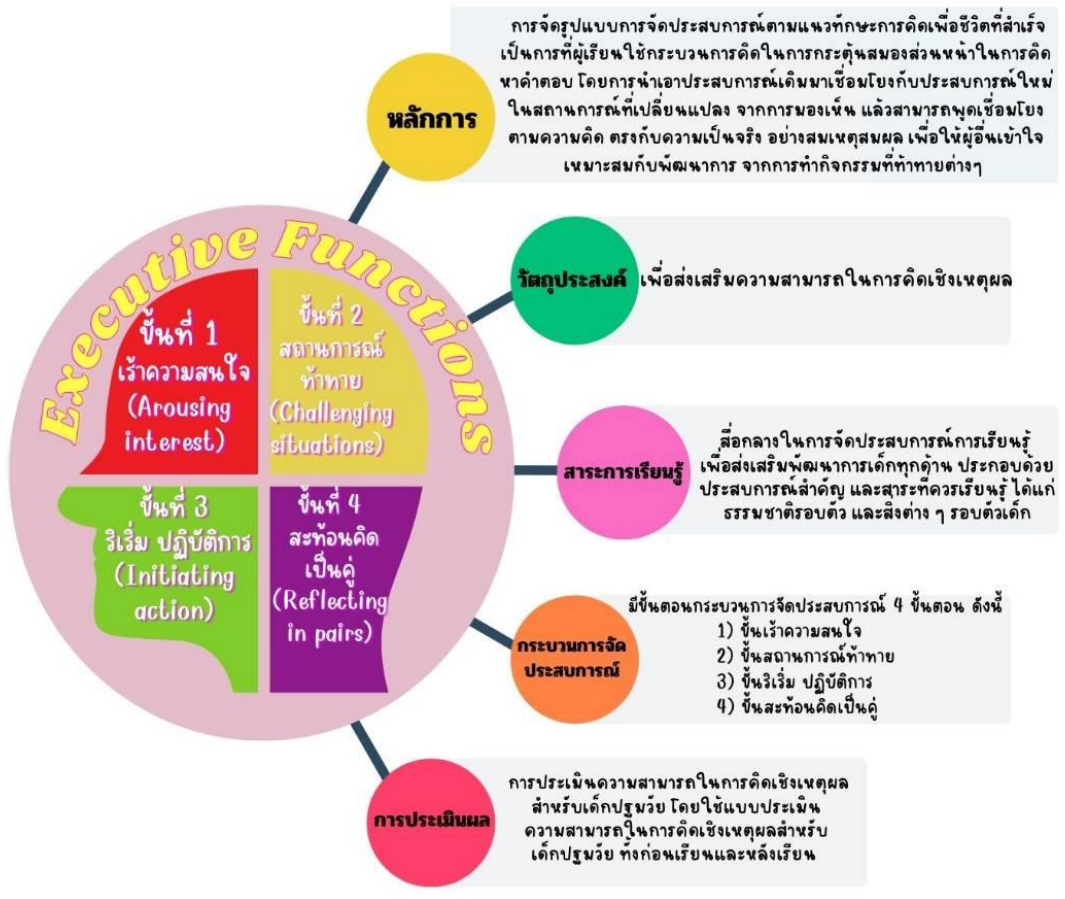 การจัดรูปแบบการจัดประสบการณ์ตามแนวทักษะการคิดเพื่อชีวิตที่สำเร็จ
เป็นการที่ผู้เรียนใช้กระบวนการคิดในการกระตุ้นสมองส่วนหน้าในการคิด
หาคำตอบ โดยการนำเอาประสบการณ์เดิมมาเชื่อมโยงกับประสบการณ์ใหม่
ในสถานการณ์ที่เปลี่ยนแปลง จากการมองเห็น แล้วสามารถพูดเชื่อมโยง
ตามความคิด ตรงกับความเป็นจริง อย่างสมเหตุสมผล เพื่อให้ผู้อื่นเข้าใจ
เหมาะสมกับพัฒนาการ จากการทำกิจกรรมที่ท้าทายต่างๆ
หลักการ
Executive Functions
ขั้นที่ 1
เร้าความสนใจ
(Arousing
interest)
ขั้นที่ 2
สถานการณ์
ท้าทาย
(Challenging
situations)
ขั้นที่ 3
ริเริ่ม ปฏิบัติการ
(Initiating
action)
ขั้นที่ 4
สะท้อนคิด
เป็นคู่
(Reflecting
in pairs)
วัตถุประสงค์
เพื่อส่งเสริมความสามารถในการคิดเชิงเหตุผล
สาระการเรียนรู้
สื่อกลางในการจัดประสบการณ์การเรียนรู้
เพื่อส่งเสริมพัฒนาการเด็กทุกด้าน ประกอบด้วย
ประสบการณ์สำคัญ และสาระที่ควรเรียนรู้ ได้แก่
ธรรมชาติรอบตัว และสิ่งต่าง ๆ รอบตัวเด็ก
กระบวนการจัด
ประสบการณ์
มีขั้นตอนกระบวนการจัดประสบการณ์ 4 ขั้นตอน ดังนี้
1) ขั้นเร้าความสนใจ
2) ขั้นสถานการณ์ท้าทาย
3) ขั้นริเริ่ม ปฏิบัติการ
4) ขั้นสะท้อนคิดเป็นคู่
การประเมินผล
การประเมินความสามารถในการคิดเชิงเหตุผล
สำหรับเด็กปฐมวัย โดยใช้แบบประเมิน
ความสามารถในการคิดเชิงเหตุผลสำหรับ
เด็กปฐมวัย ทั้งก่อนเรียนและหลังเรียน